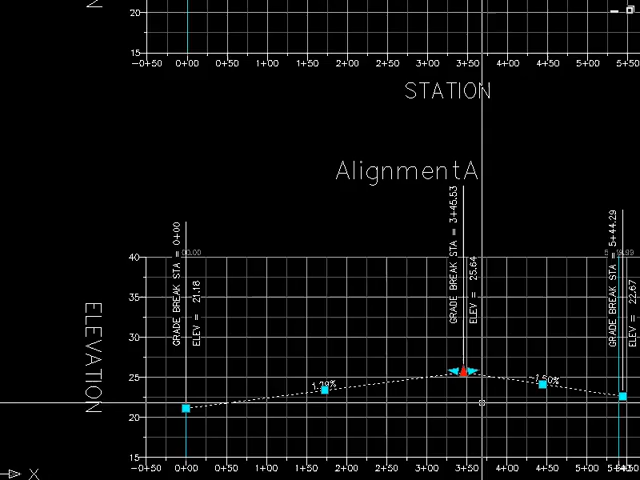 20
15
-0+50 0+00 0+50 1+00 1+50 2+00 2+50 3+00 3+50 4+00 4+50 5+00 5+50
STATION
AlignmentA
GRADE BREAK STA = 0+00
ELEV = 21.18
GRADE BREAK STA = 3+45.53
ELEV = 25.64
GRADE BREAK STA = 5+44.29
ELEV = 22.67
ELEVATION
40
35
30
25
20
15
1.29%
-0+50 0+00 0+50 1+00 1+50 2+00 2+50 3+00 3+50 4+00 4+50 5+00
X